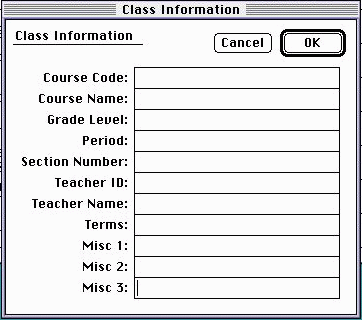 Class Information
Class Information
Cancel
OK
Course Code:
Course Name:
Grade Level:
Period:
Section Number:
Teacher ID:
Teacher Name:
Terms:
Misc 1:
Misc 2:
Misc 3: